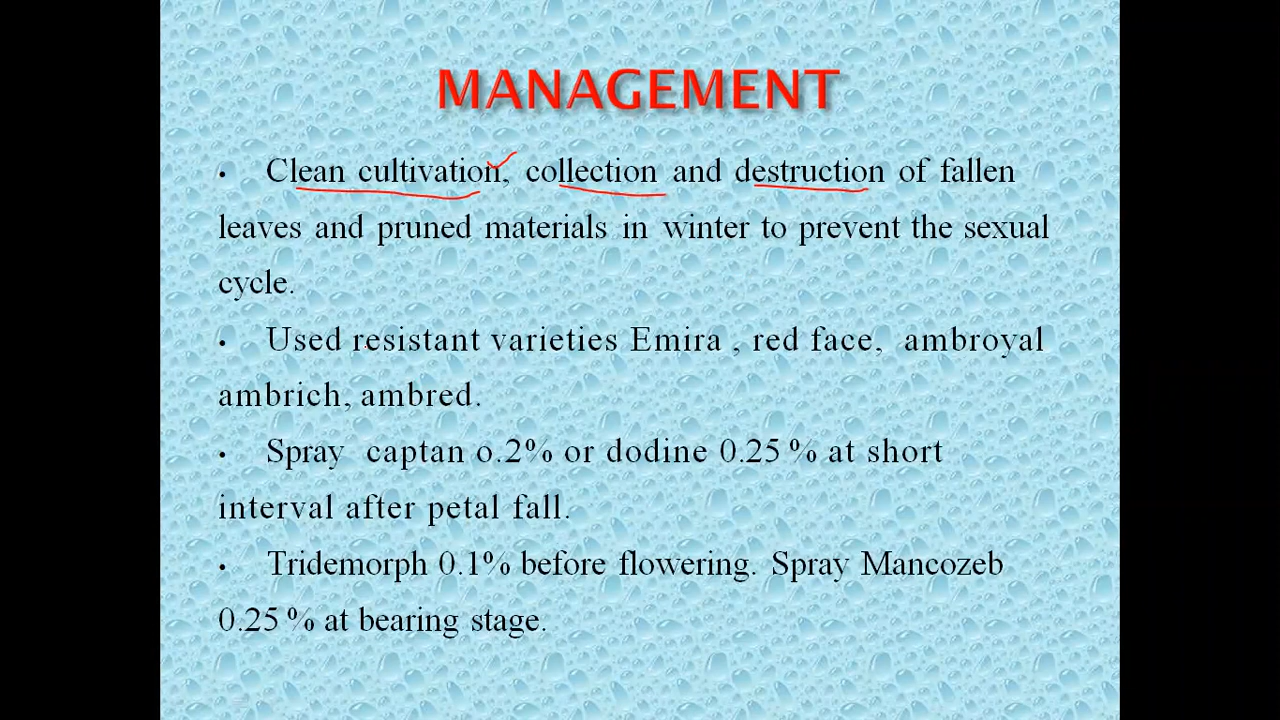 MANAGEMENT
• Clean cultivation, collection and destruction of fallen
leaves and pruned materials in winter to prevent the sexual
cycle.
• Used resistant varieties Emira , red face, ambroyal
ambrich, ambred.
• Spray captan o.2% or dodine 0.25 % at short
interval after petal fall.
• Tridemorph 0.1% before flowering. Spray Mancozeb
0.25 % at bearing stage.